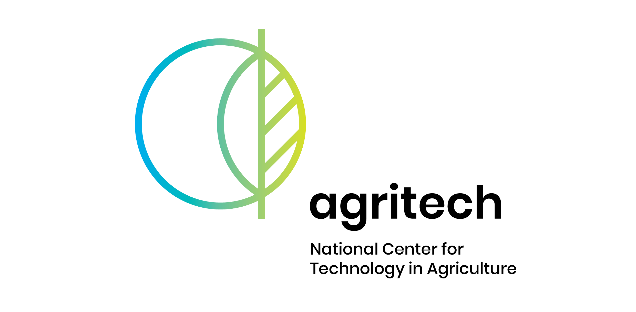 agritech
National Center for
Technology in Agriculture